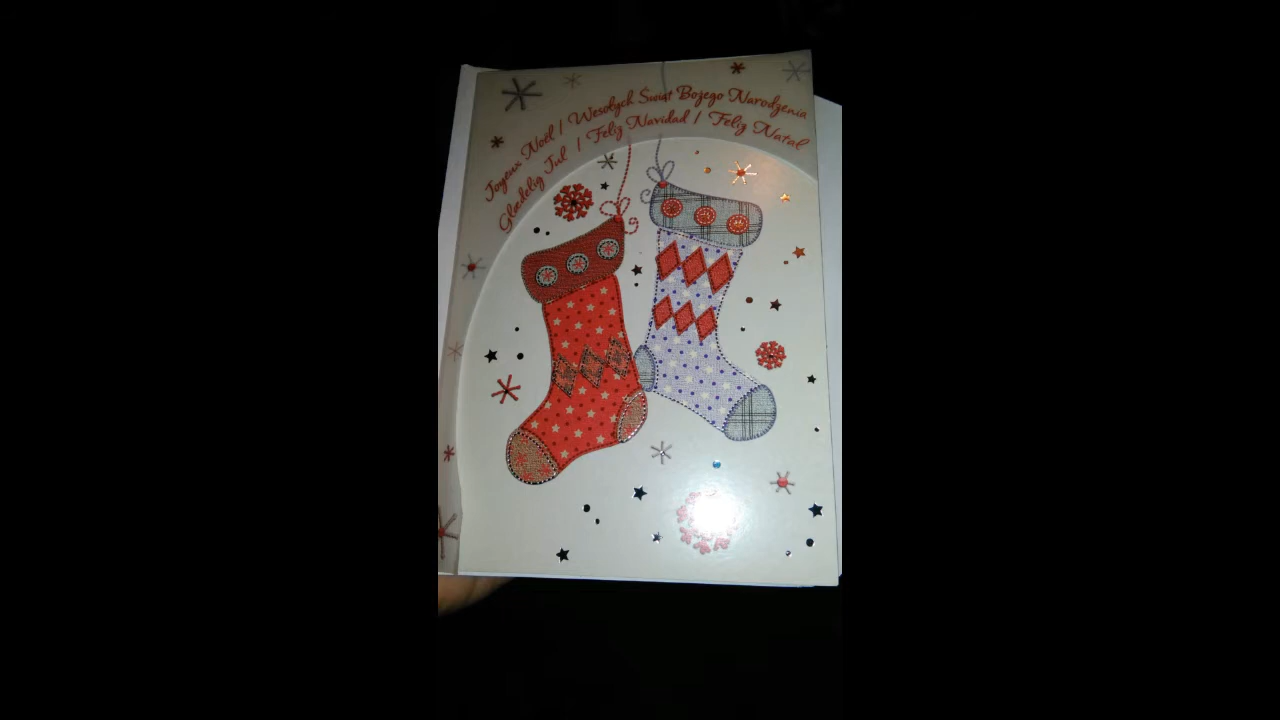 Joyeux Noël | Wesołych Świąt Bożego Narodzenia
Glædelig Jul | Feliz Navidad | Feliz Natal